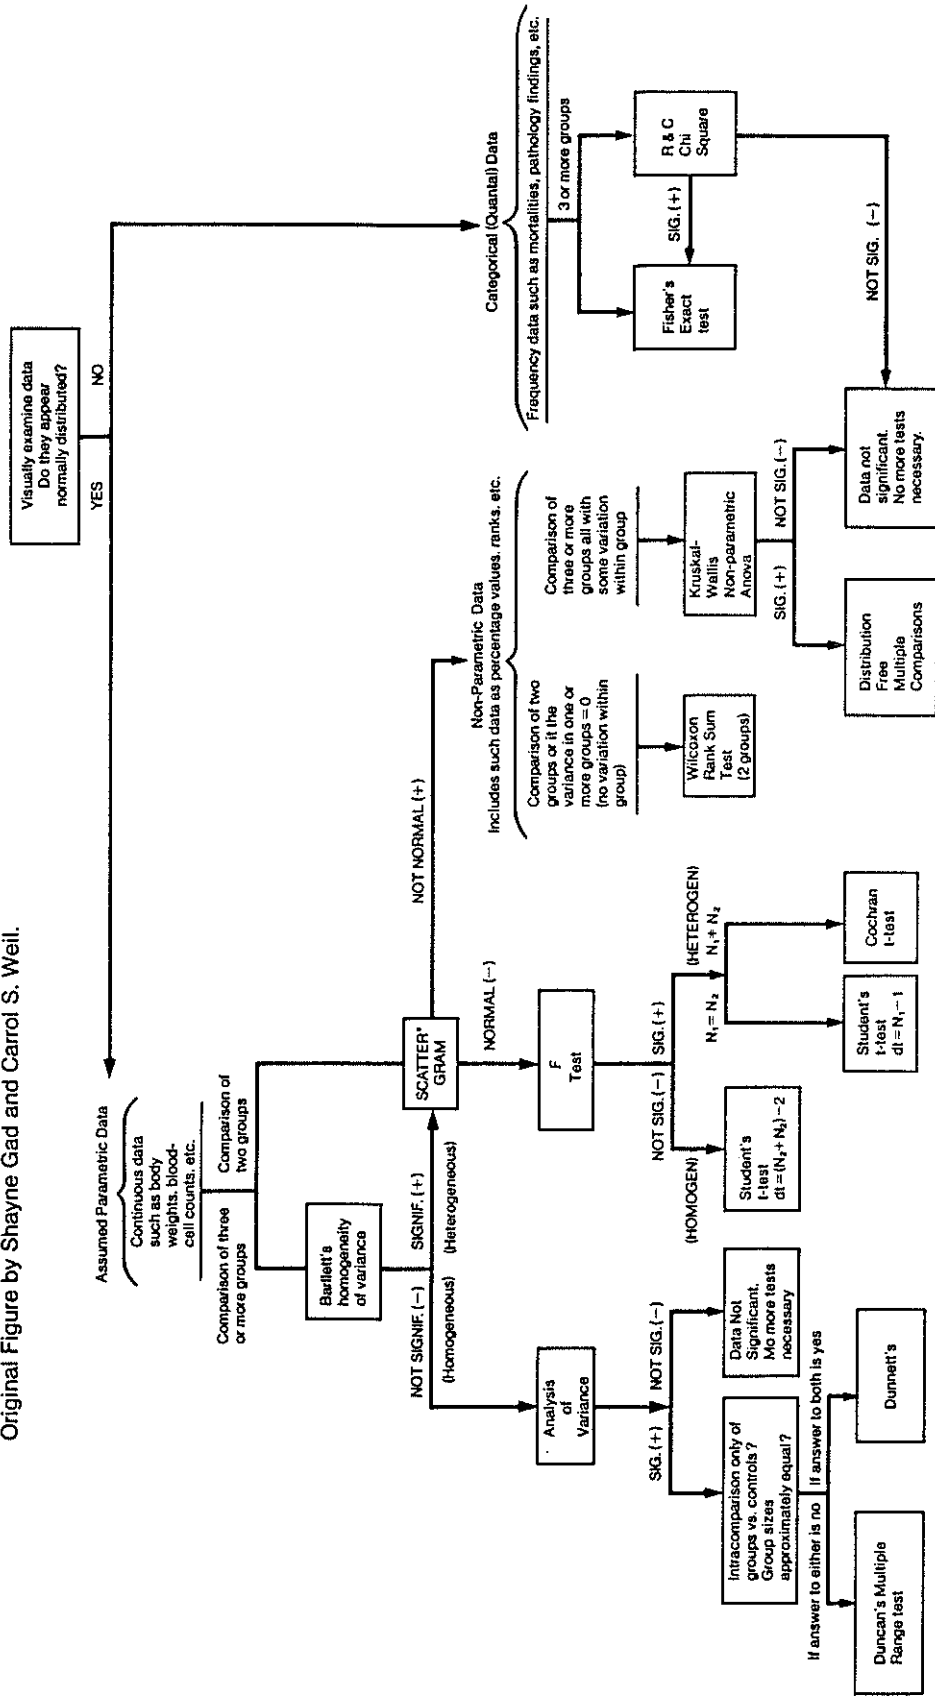 Original Figure by Shayne Gad and Carrol S. Weil.
Visually examine data
Do they appear
normally distributed?
YES
NO
Assumed Parametric Data
Continuous data
such as body
weights, blood-
cell counts, etc.
Comparison of three
or more groups
Comparison of
two groups
Bartlett's
homogeneity
of variance
NOT SIGNIF. (−)
(Homogeneous)
SIGNIF. (+)
(Heterogeneous)
SCATTER*
GRAM
NOT NORMAL (+)
NORMAL (−)
Analysis
of
Variance
SIG. (+)
NOT SIG. (−)
Intracomparison only of
groups vs. controls?
Group sizes
approximately equal?
Data Not
Significant.
Mo more tests
necessary
If answer to either is no
If answer to both is yes
Duncan's Multiple
Range test
Dunnett's
F
Test
NOT SIG. (−)
SIG. (+)
(HOMOGEN)
(HETEROGEN)
Student's
t-test
dt = (N₂ + N₂) − 2
N₁ = N₂
N₁ + N₂
Student's
t-test
dt = N₁ − 1
Cochran
t-test
Non-Parametric Data
Includes such data as percentage values, ranks, etc.
Comparison of two
groups or it the
variance in one or
more groups = 0
(no variation within
group)
Comparison of
three or more
groups all with
some variation
within group
Wilcoxon
Rank Sum
Test
(2 groups)
Kruskal-
Wallis
Non-parametric
Anova
SIG. (+)
NOT SIG. (−)
Distribution
Free
Multiple
Comparisons
Data not
significant.
No more tests
necessary.
Categorical (Quantal) Data
Frequency data such as mortalities, pathology findings, etc.
3 or more groups
Fisher's
Exact
test
SIG. (+)
R & C
Chi
Square
NOT SIG. (−)